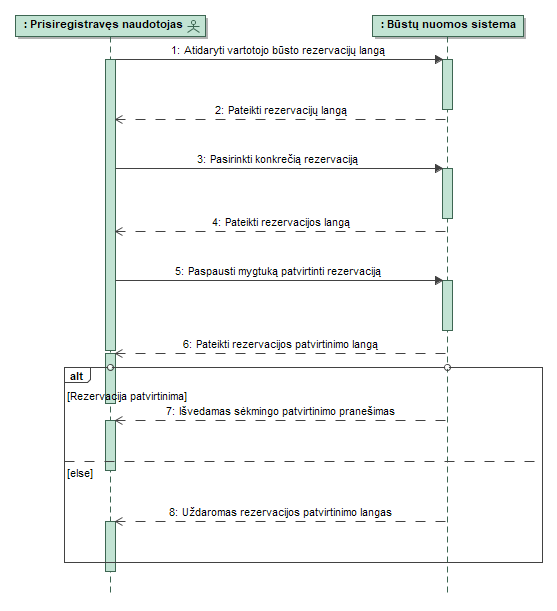 : Prisiregistravęs naudotojas
: Būstų nuomos sistema
1: Atidaryti vartotojo būsto rezervacijų langą
2: Pateikti rezervacijų langą
3: Pasirinkti konkrečią rezervaciją
4: Pateikti rezervacijos langą
5: Paspausti mygtuką patvirtinti rezervaciją
6: Pateikti rezervacijos patvirtinimo langą
alt
[Rezervacija patvirtinima]
7: Išvedamas sėkmingo patvirtinimo pranešimas
[else]
8: Uždaromas rezervacijos patvirtinimo langas